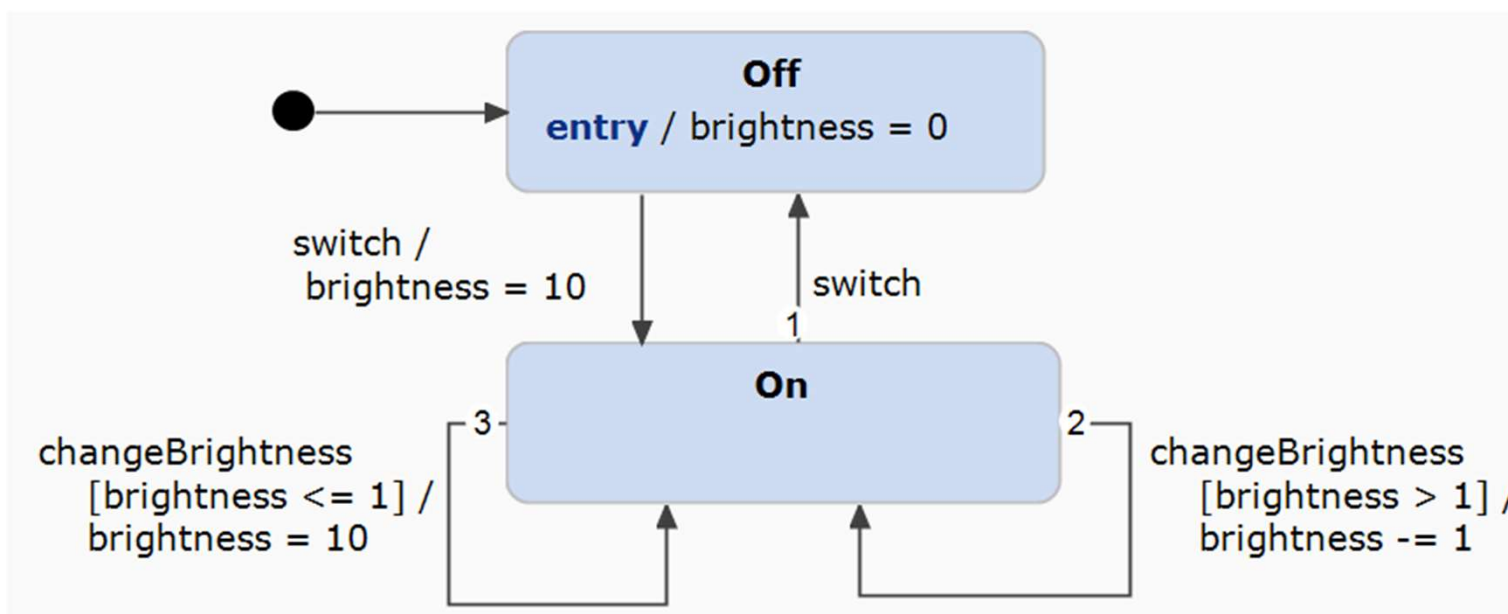 Off
entry / brightness = 0
switch /
brightness = 10
switch
1
On
3
2
changeBrightness
[brightness <= 1] /
brightness = 10
changeBrightness
[brightness > 1] /
brightness -= 1